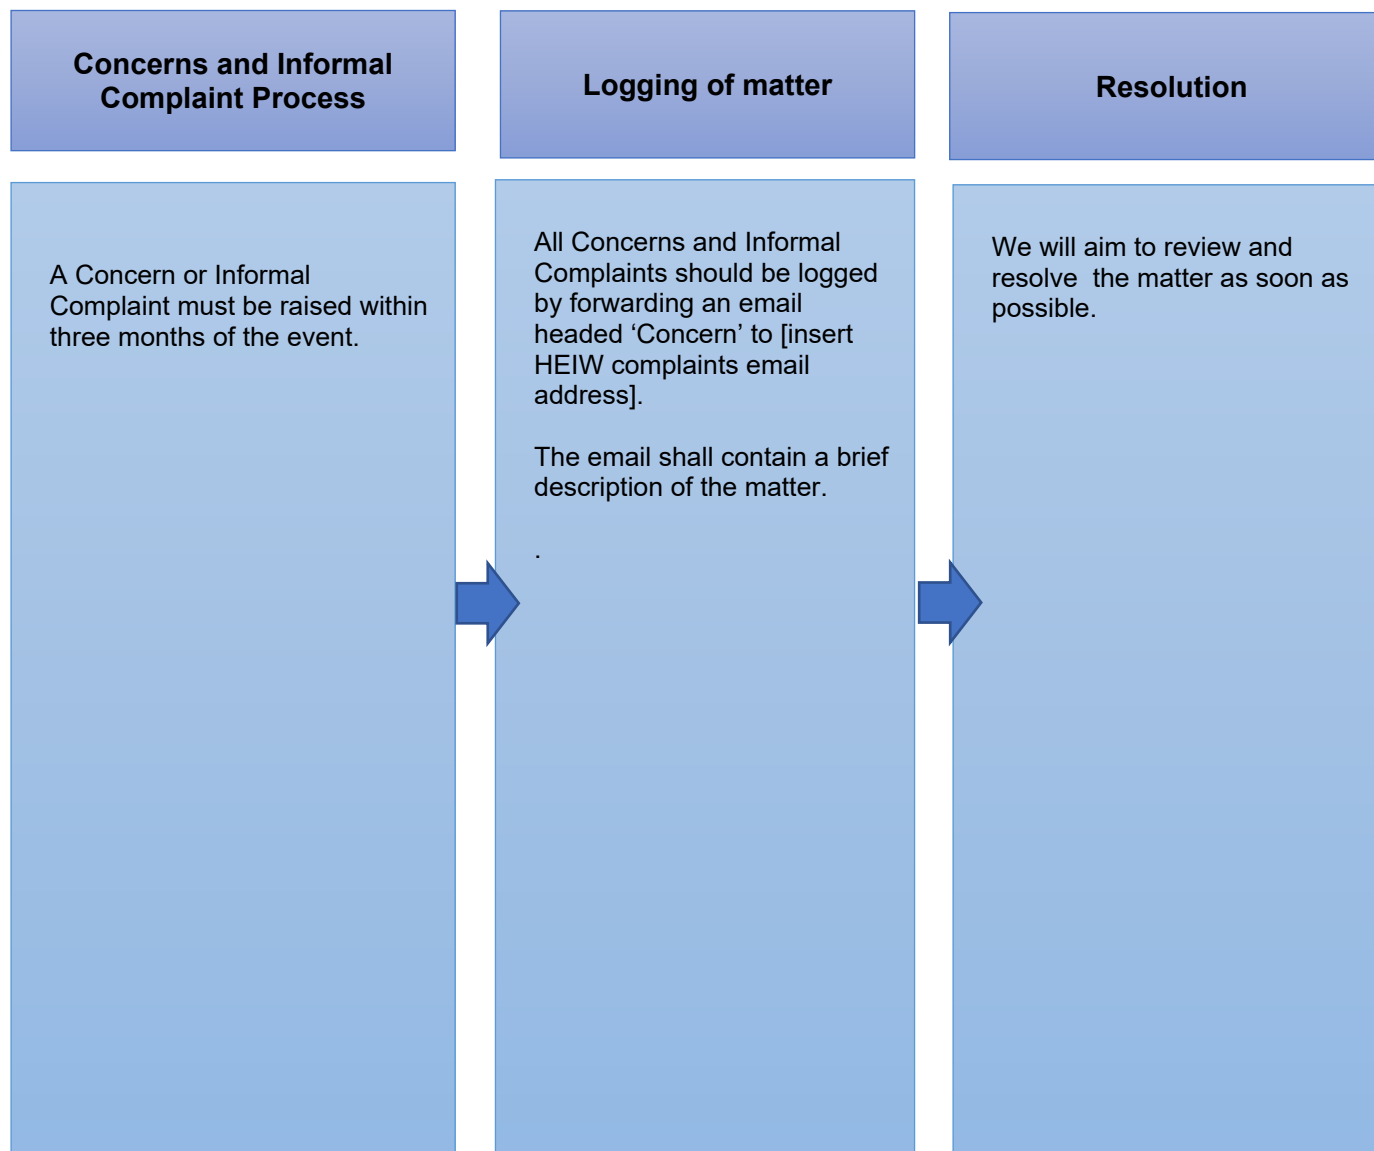 Concerns and Informal
Complaint Process
Logging of matter
Resolution
A Concern or Informal
Complaint must be raised within
three months of the event.
All Concerns and Informal
Complaints should be logged
by forwarding an email
headed ‘Concern’ to [insert
HEIW complaints email
address].
The email shall contain a brief
description of the matter.
.
We will aim to review and
resolve  the matter as soon as
possible.